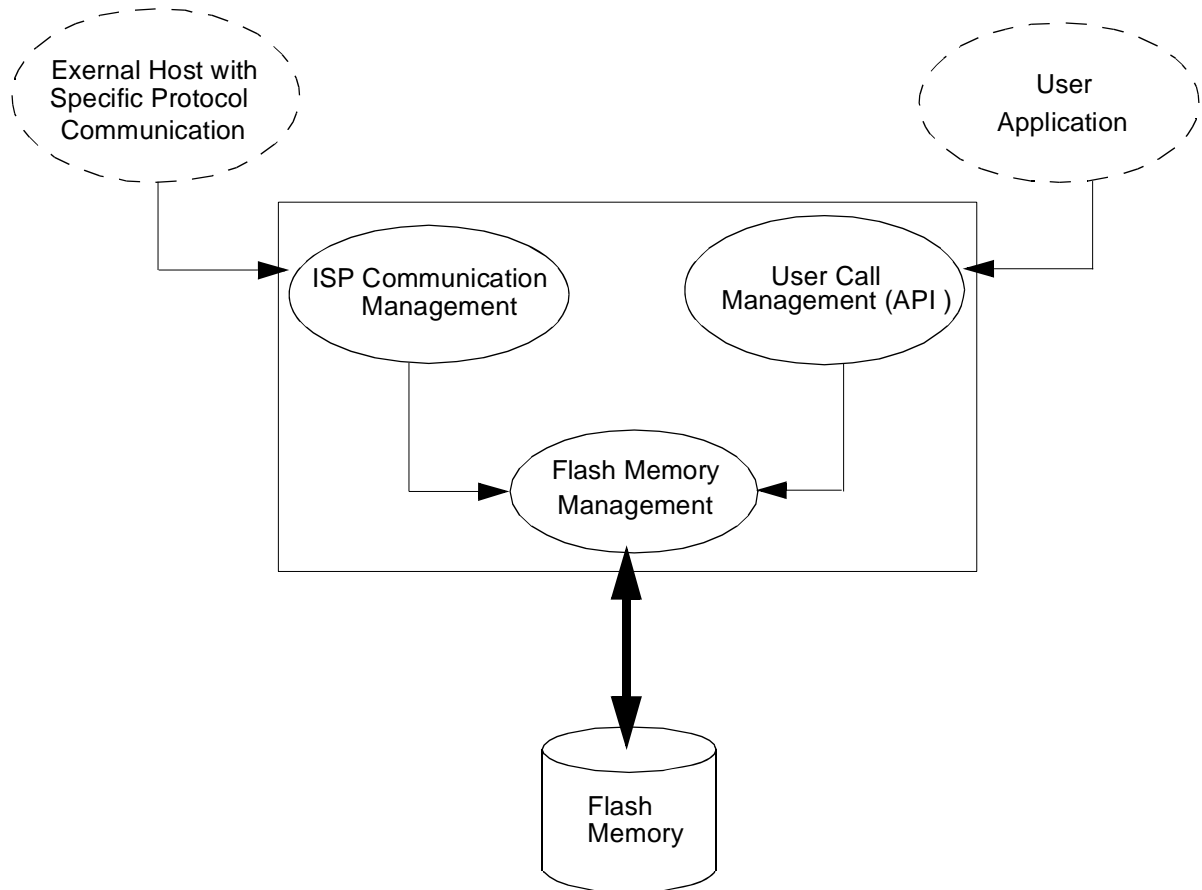 Exernal Host with
Specific Protocol
Communication
User
Application
ISP Communication
Management
User Call
Management (API )
Flash Memory
Management
Flash
Memory